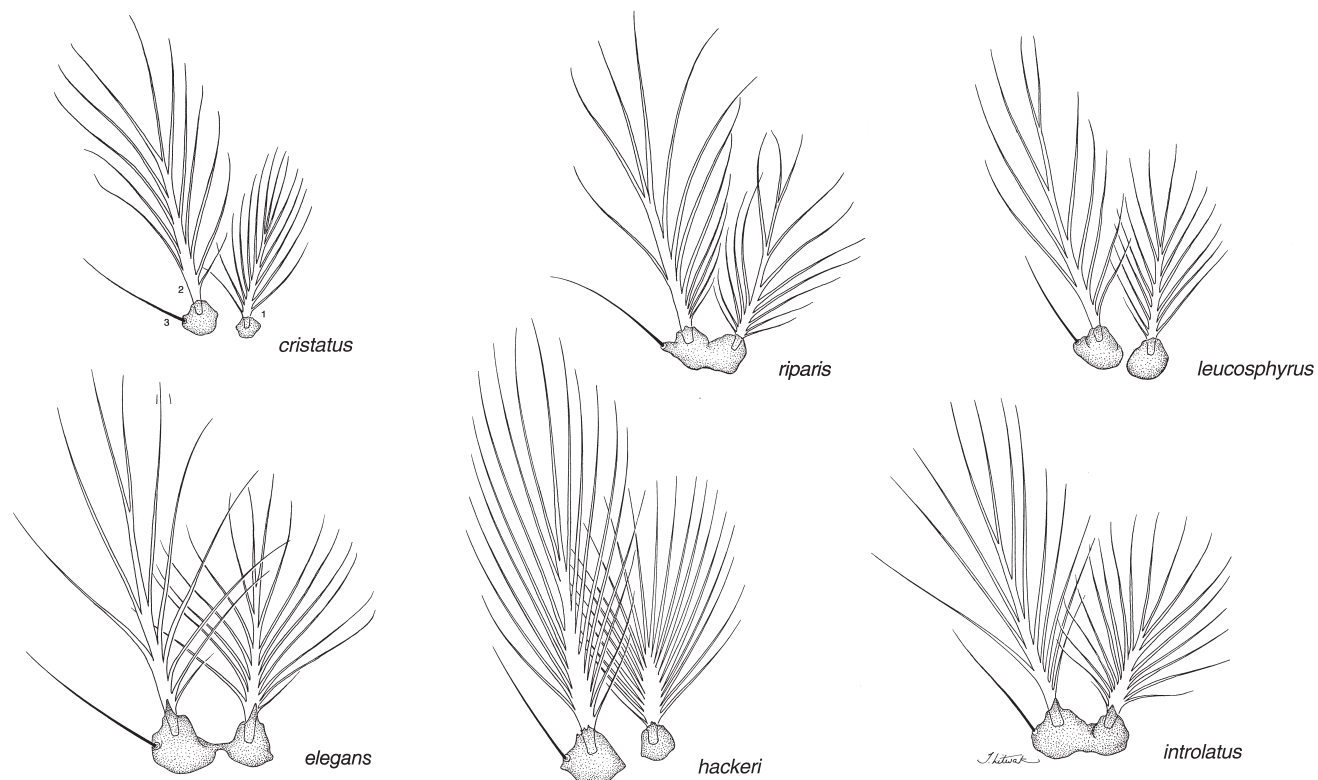 2
3
1
cristatus
riparis
leucosphyrus
elegans
hackeri
introlatus